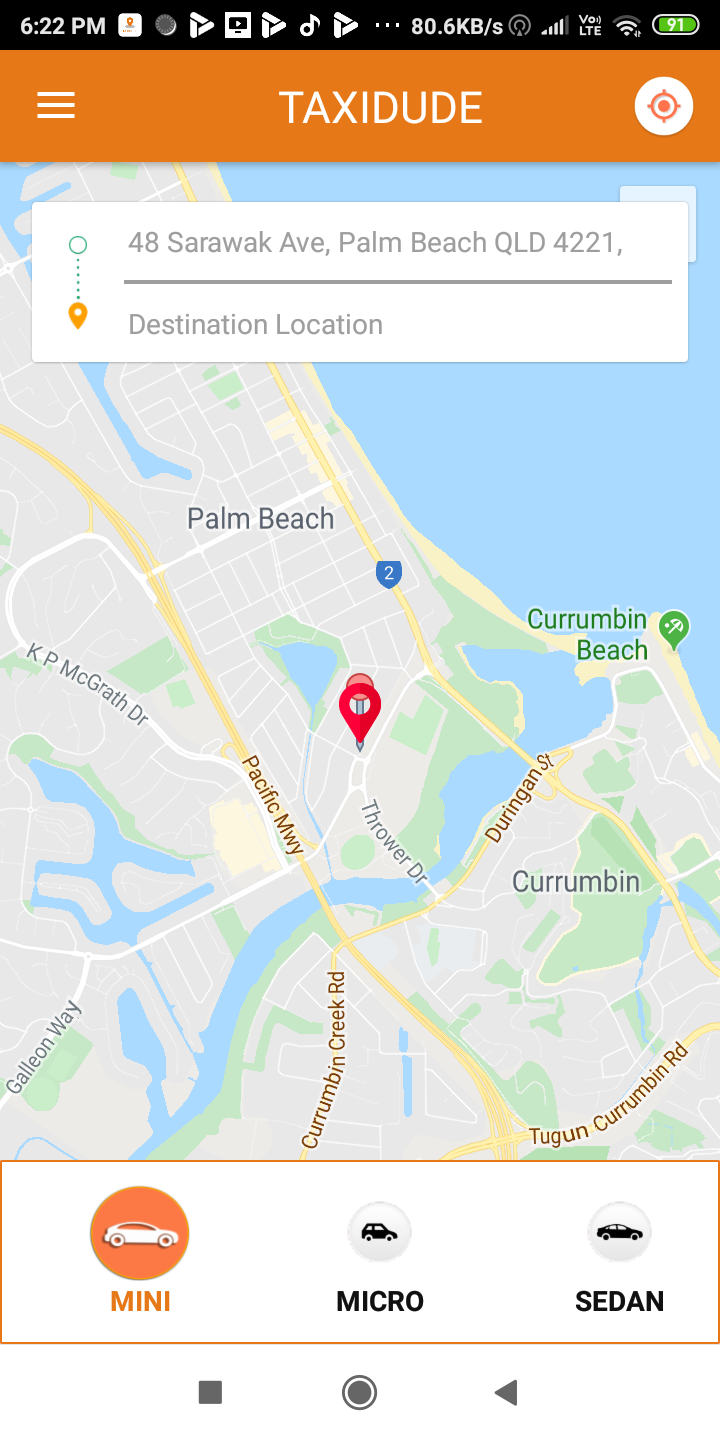 6:22 PM ... 80.6KB/s Vo)) LTE 91
TAXIDUDE
48 Sarawak Ave, Palm Beach QLD 4221,
Destination Location
Palm Beach
2
Currumbin
Beach
K P McGrath Dr
Pacific Mwy
Duringan St
Thrower Dr
Currumbin
Currumbin Creek Rd
Galleon Way
Tugun Currumbin Rd
MINI
MICRO
SEDAN